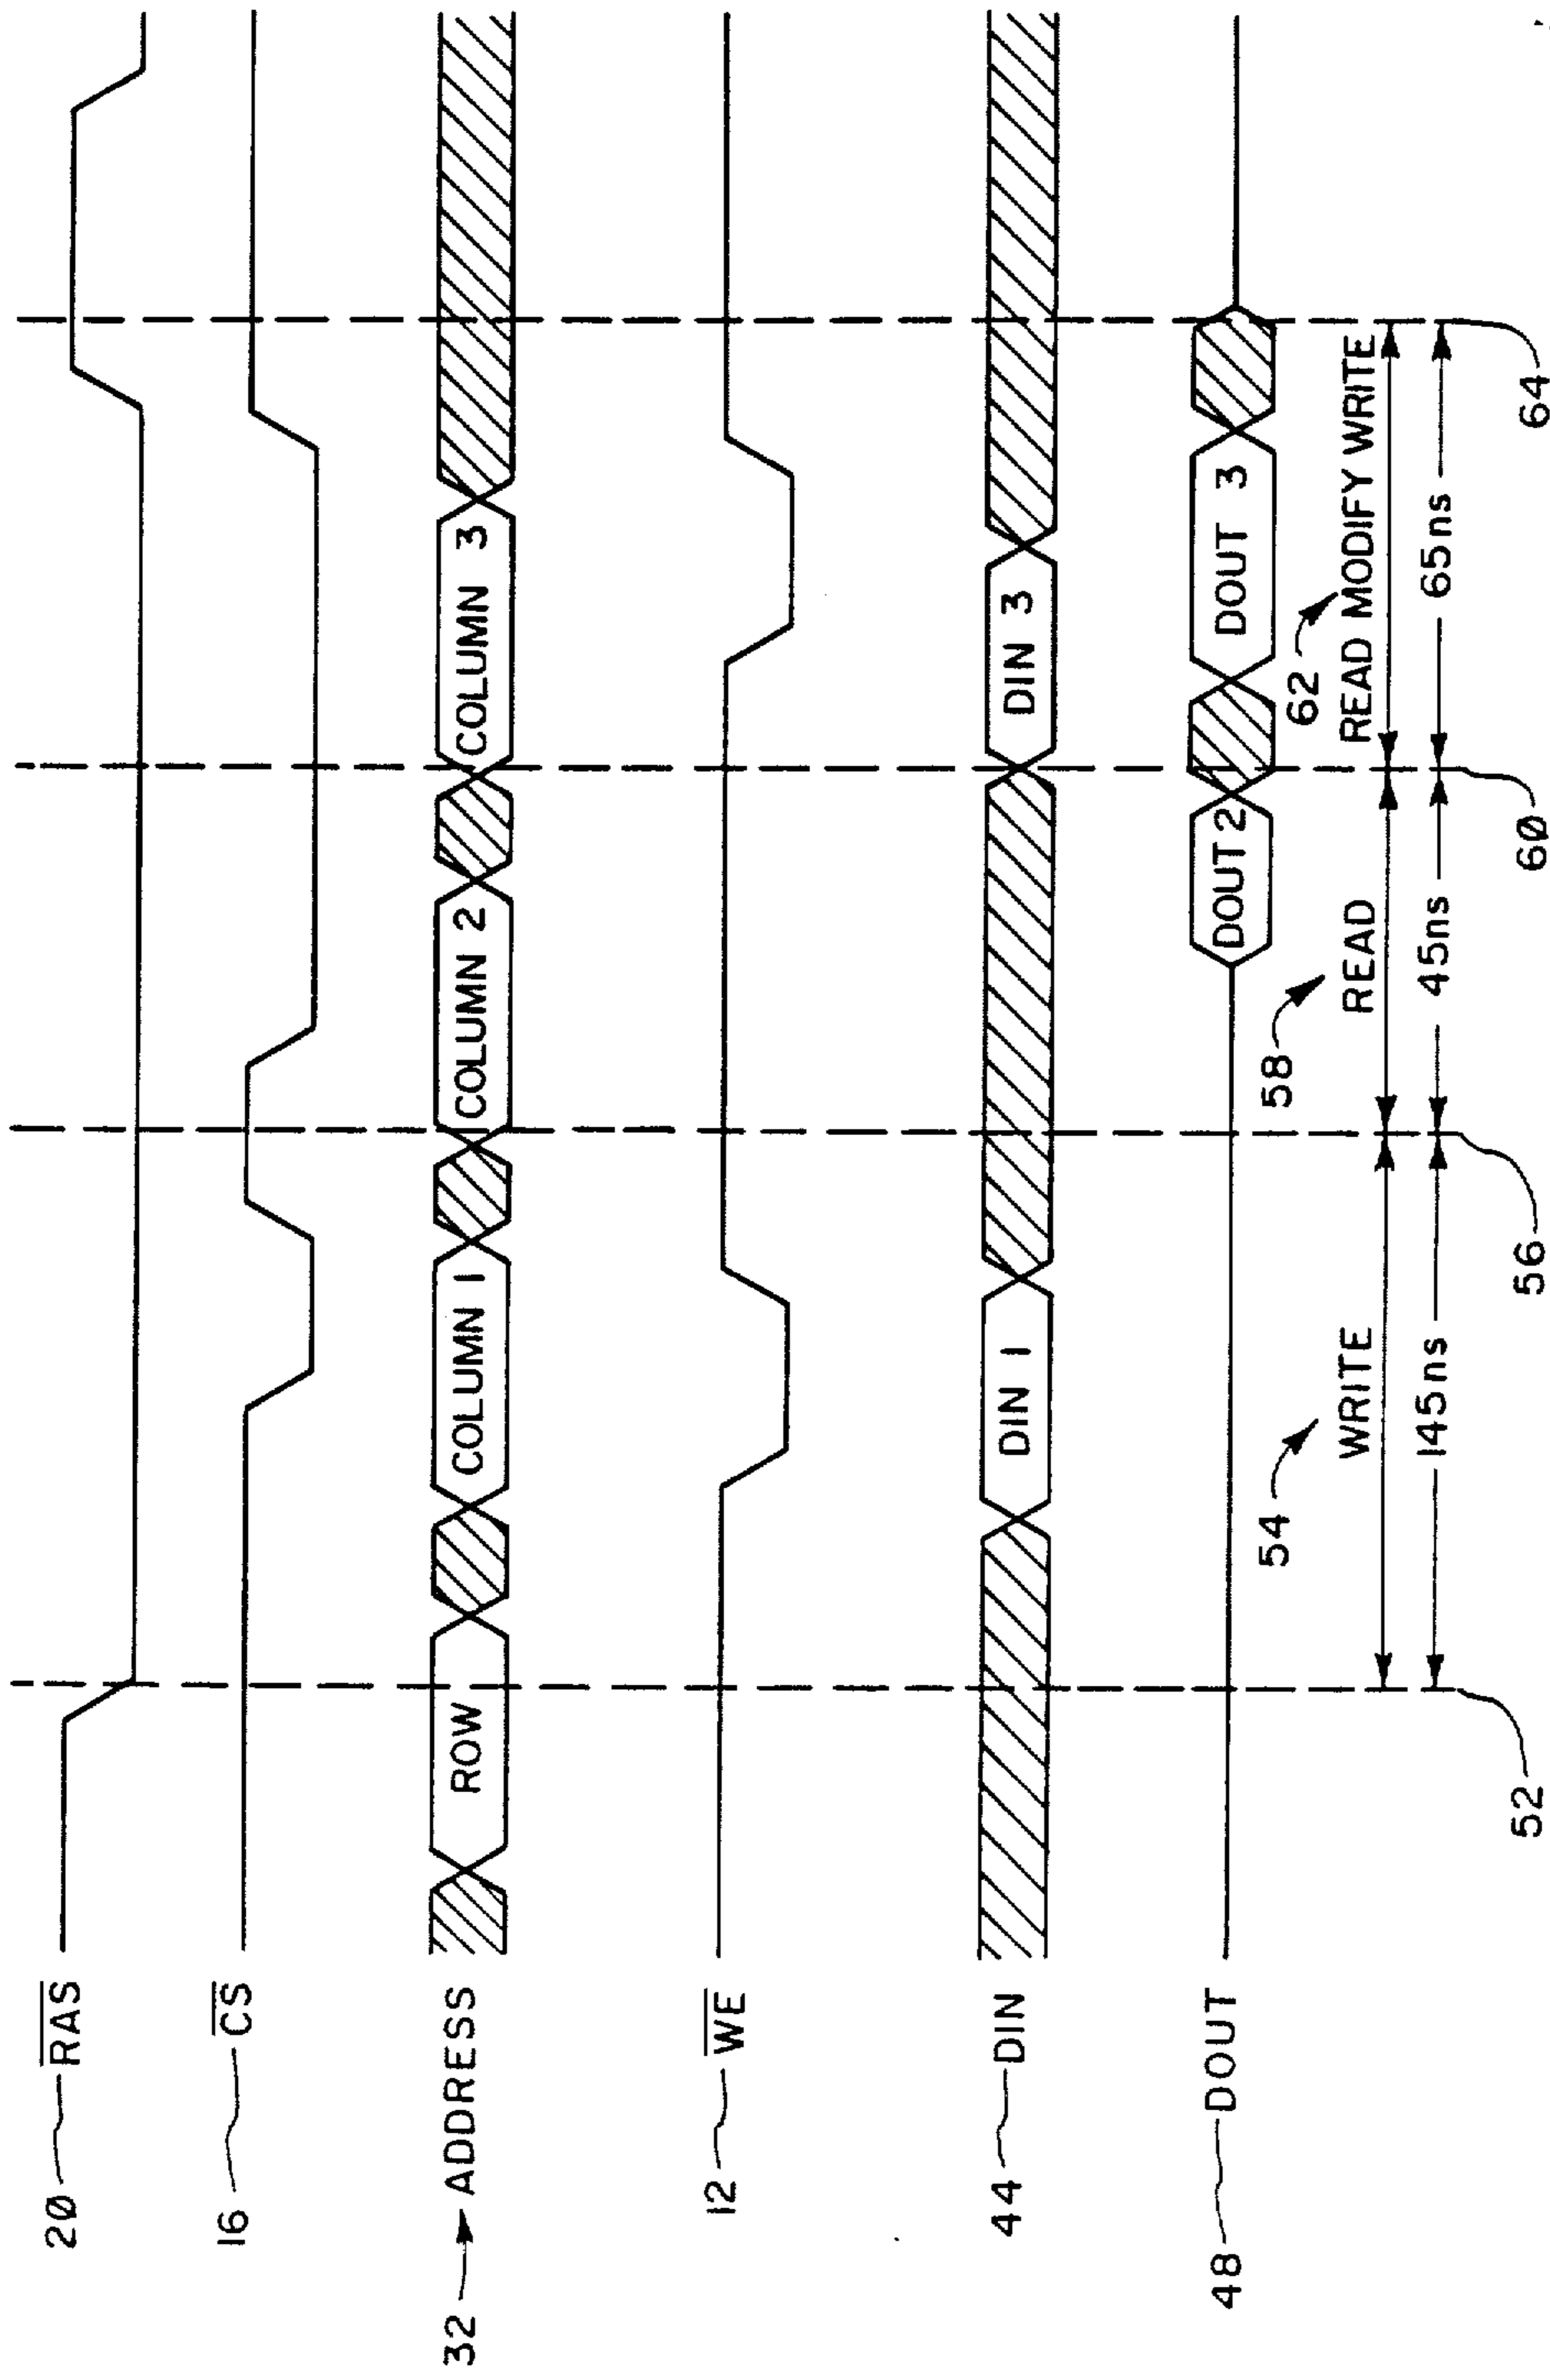 20 RAS
16 CS
32 ADDRESS ROW COLUMN 1 COLUMN 2 COLUMN 3
12 WE
44 DIN DIN 1 DIN 3
48 DOUT DOUT2 DOUT 3
54 58 62
WRITE READ READ MODIFY WRITE
145ns 45ns 65ns
52 56 60 64